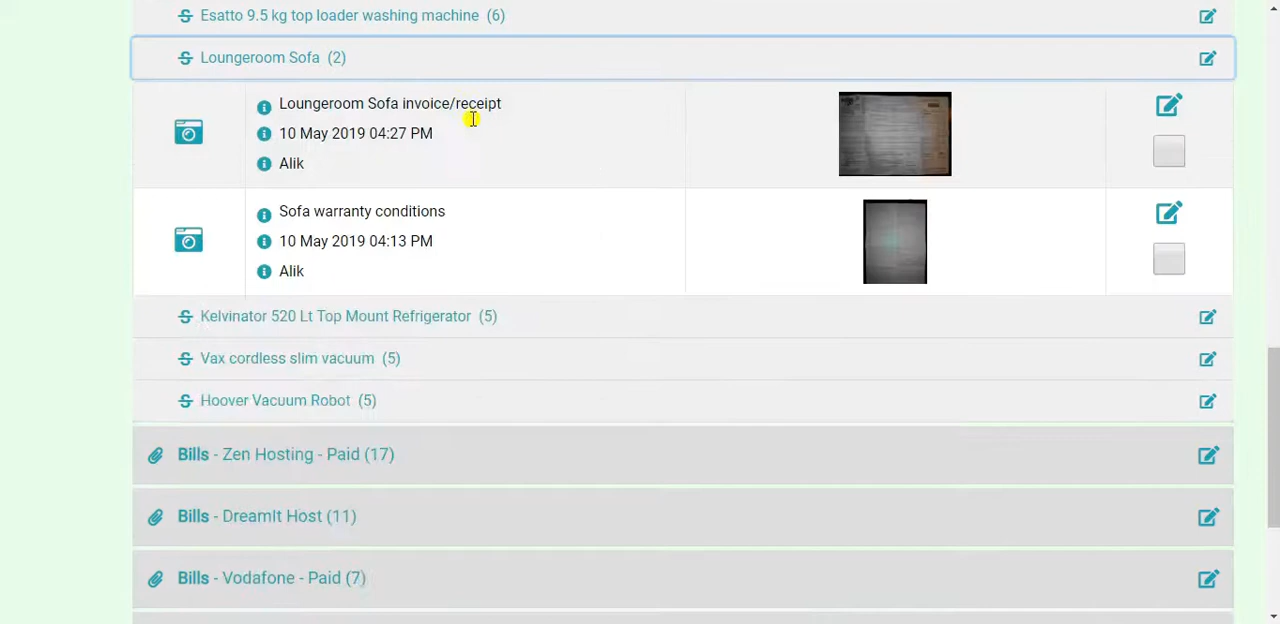 Esatto 9.5 kg top loader washing machine (6)
Loungeroom Sofa (2)
Loungeroom Sofa invoice/receipt
10 May 2019 04:27 PM
Alik
Sofa warranty conditions
10 May 2019 04:13 PM
Alik
Kelvinator 520 Lt Top Mount Refrigerator (5)
Vax cordless slim vacuum (5)
Hoover Vacuum Robot (5)
Bills - Zen Hosting - Paid (17)
Bills - DreamIt Host (11)
Bills - Vodafone - Paid (7)